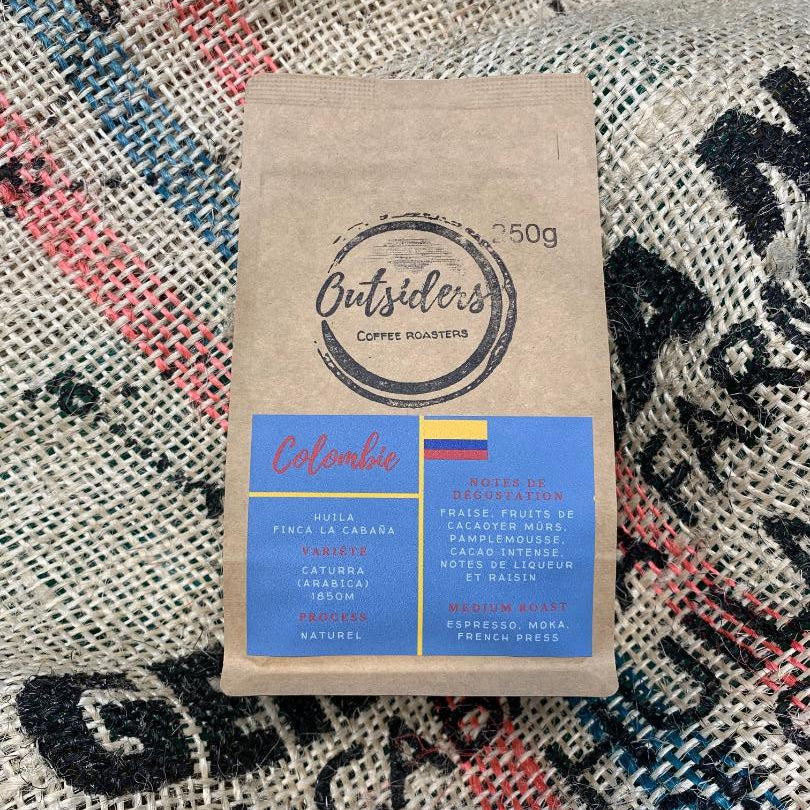 250g
Outsiders
COFFEE ROASTERS
Colombie
HUILA
FINCA LA CABAÑA
VARIÉTÉ
CATURRA
(ARABICA)
1850M
PROCESS
NATUREL
NOTES DE
DÉGUSTATION
FRAISE, FRUITS DE
CACAOYER MÛRS,
PAMPLEMOUSSE,
CACAO INTENSE,
NOTES DE LIQUEUR
ET RAISIN
MEDIUM ROAST
ESPRESSO, MOKA,
FRENCH PRESS